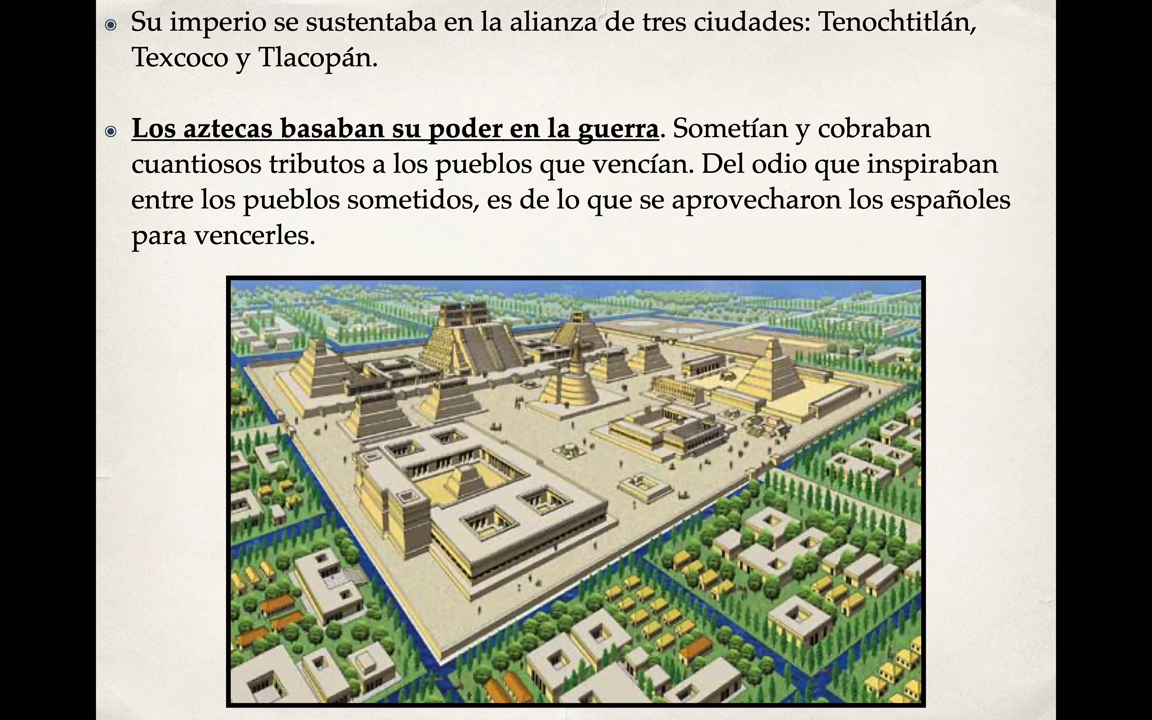 Su imperio se sustentaba en la alianza de tres ciudades: Tenochtitlán,
Texcoco y Tlacopán.
Los aztecas basaban su poder en la guerra. Sometían y cobraban
cuantiosos tributos a los pueblos que vencían. Del odio que inspiraban
entre los pueblos sometidos, es de lo que se aprovecharon los españoles
para vencerles.